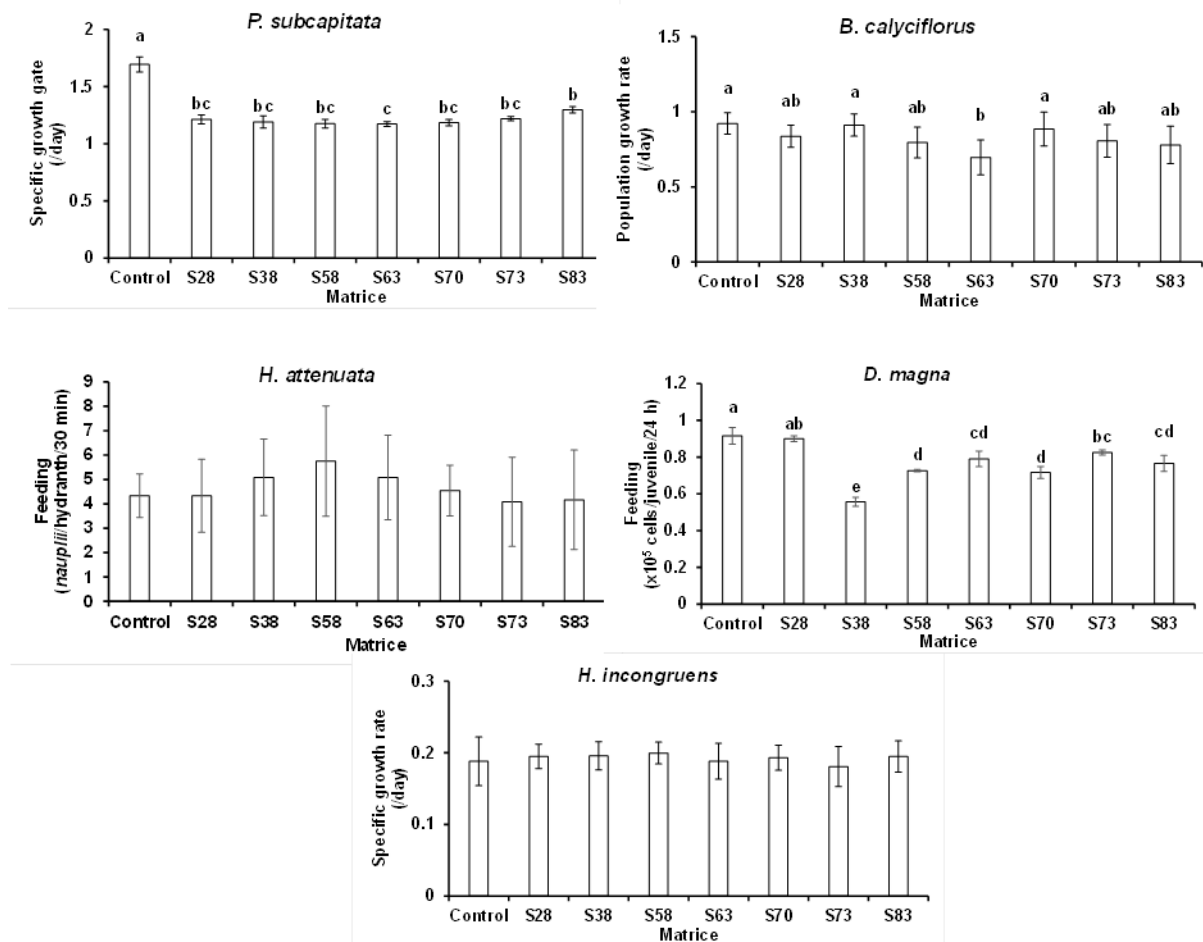 P. subcapitata
Specific growth gate
(/day)
2
1.5
1
0.5
0
a
bc
bc
bc
c
bc
bc
b
Control S28 S38 S58 S63 S70 S73 S83
Matrice
B. calyciflorus
Population growth rate
(/day)
1.5
1
0.5
0
a
ab
a
ab
b
a
ab
ab
Control S28 S38 S58 S63 S70 S73 S83
Matrice
H. attenuata
Feeding
(nauplii/hydranth/30 min)
9
8
7
6
5
4
3
2
1
0
Control S28 S38 S58 S63 S70 S73 S83
Matrice
D. magna
Feeding
(x10⁵ cells/juvenile/24 h)
1.2
1
0.8
0.6
0.4
0.2
0
a
ab
e
d
cd
d
bc
cd
Control S28 S38 S58 S63 S70 S73 S83
Matrice
H. incongruens
Specific growth rate
(/day)
0.3
0.2
0.1
0
Control S28 S38 S58 S63 S70 S73 S83
Matrice